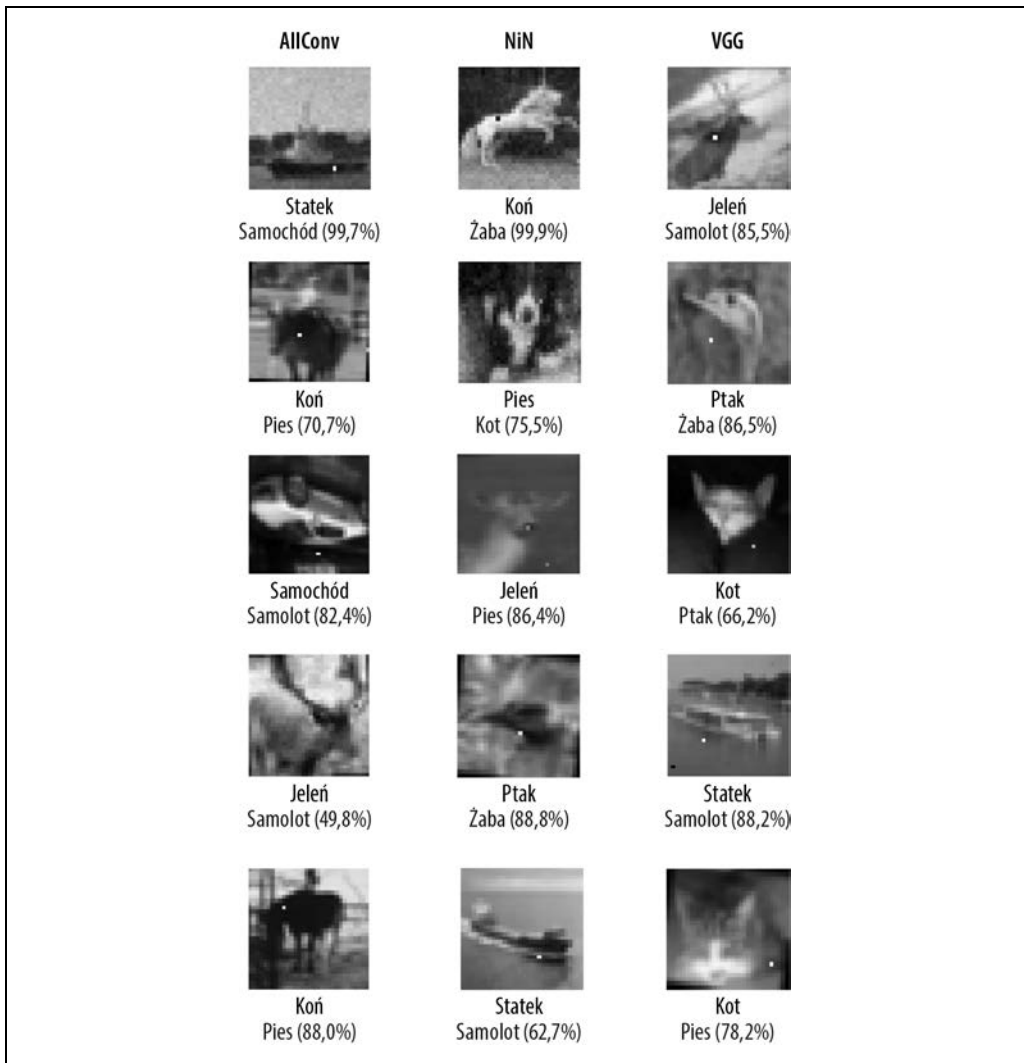 AllConv NiN VGG
Statek Koń Jeleń
Samochód (99,7%) Żaba (99,9%) Samolot (85,5%)
Koń Pies Ptak
Pies (70,7%) Kot (75,5%) Żaba (86,5%)
Samochód Jeleń Kot
Samolot (82,4%) Pies (86,4%) Ptak (66,2%)
Jeleń Ptak Statek
Samolot (49,8%) Żaba (88,8%) Samolot (88,2%)
Koń Statek Kot
Pies (88,0%) Samolot (62,7%) Pies (78,2%)